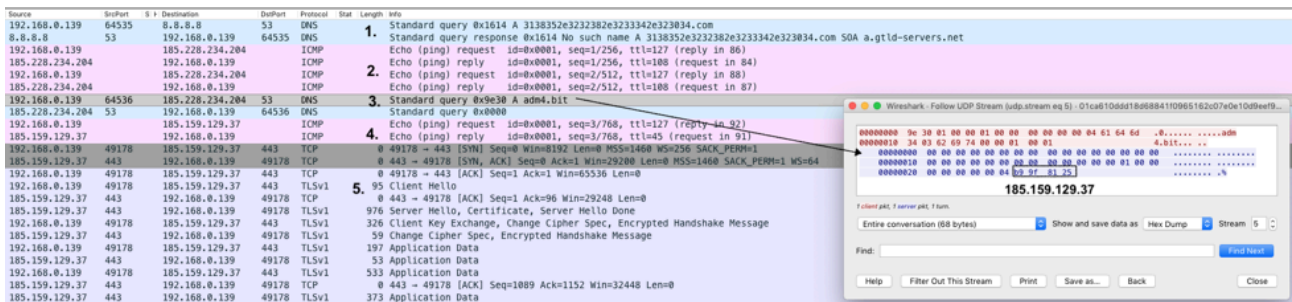 Source SrcPort S: Destination DstPort Protocol Stat Length Info
192.168.0.139 64535 8.8.8.8 53 DNS Standard query 0x1614 A 3138352e3232382e3233342e323034.com
8.8.8.8 53 192.168.0.139 64535 DNS 1. Standard query response 0x1614 No such name A 3138352e3232382e3233342e323034.com SOA a.gtld-servers.net
192.168.0.139 185.228.234.204 ICMP Echo (ping) request id=0x0001, seq=1/256, ttl=127 (reply in 86)
185.228.234.204 192.168.0.139 ICMP Echo (ping) reply id=0x0001, seq=1/256, ttl=108 (request in 84)
192.168.0.139 185.228.234.204 ICMP 2. Echo (ping) request id=0x0001, seq=2/512, ttl=127 (reply in 88)
185.228.234.204 192.168.0.139 ICMP Echo (ping) reply id=0x0001, seq=2/512, ttl=108 (request in 87)
192.168.0.139 64536 185.228.234.204 53 DNS 3. Standard query 0x9e30 A adm4.bit
185.228.234.204 53 192.168.0.139 64536 DNS Standard query 0x0000
192.168.0.139 185.159.129.37 ICMP Echo (ping) request id=0x0001, seq=3/768, ttl=127 (reply in 92)
185.159.129.37 192.168.0.139 ICMP 4. Echo (ping) reply id=0x0001, seq=3/768, ttl=45 (request in 91)
192.168.0.139 49178 185.159.129.37 443 TCP 0 49178 → 443 [SYN] Seq=0 Win=8192 Len=0 MSS=1460 WS=256 SACK_PERM=1
185.159.129.37 443 192.168.0.139 49178 TCP 0 443 → 49178 [SYN, ACK] Seq=0 Ack=1 Win=29200 Len=0 MSS=1460 SACK_PERM=1 WS=64
192.168.0.139 49178 185.159.129.37 443 TCP 0 49178 → 443 [ACK] Seq=1 Ack=1 Win=65536 Len=0
192.168.0.139 49178 185.159.129.37 443 TLSv1 5. 95 Client Hello
185.159.129.37 443 192.168.0.139 49178 TCP 0 443 → 49178 [ACK] Seq=1 Ack=96 Win=29248 Len=0
185.159.129.37 443 192.168.0.139 49178 TLSv1 976 Server Hello, Certificate, Server Hello Done
192.168.0.139 49178 185.159.129.37 443 TLSv1 326 Client Key Exchange, Change Cipher Spec, Encrypted Handshake Message
185.159.129.37 443 192.168.0.139 49178 TLSv1 59 Change Cipher Spec, Encrypted Handshake Message
192.168.0.139 49178 185.159.129.37 443 TLSv1 197 Application Data
185.159.129.37 443 192.168.0.139 49178 TLSv1 53 Application Data
192.168.0.139 49178 185.159.129.37 443 TLSv1 533 Application Data
185.159.129.37 443 192.168.0.139 49178 TCP 0 443 → 49178 [ACK] Seq=1089 Ack=1152 Win=32448 Len=0
185.159.129.37 443 192.168.0.139 49178 TLSv1 373 Application Data
Wireshark · Follow UDP Stream (udp.stream eq 5) ·
00000000 9e 30 01 00 00 01 00 00 00 00 00 00 04 61 64 6d .0...... .....adm
00000010 34 03 62 69 74 00 00 01 00 01 4.bit... ..
00000000 00 00 00 00 00 00 00 00 00 00 00 00 00 00 00 00 ........ ........
00000010 00 00 00 00 00 00 00 00 00 00 00 00 00 01 00 00 ........ ........
00000020 00 00 00 00 00 04 b9 9f 81 25 ........ .%
185.159.129.37
1 client pkt, 1 server pkt, 1 turn.
Entire conversation (68 bytes) Show and save data as Hex Dump Stream 5
Find: Find Next
Help Filter Out This Stream Print Save as... Back Close